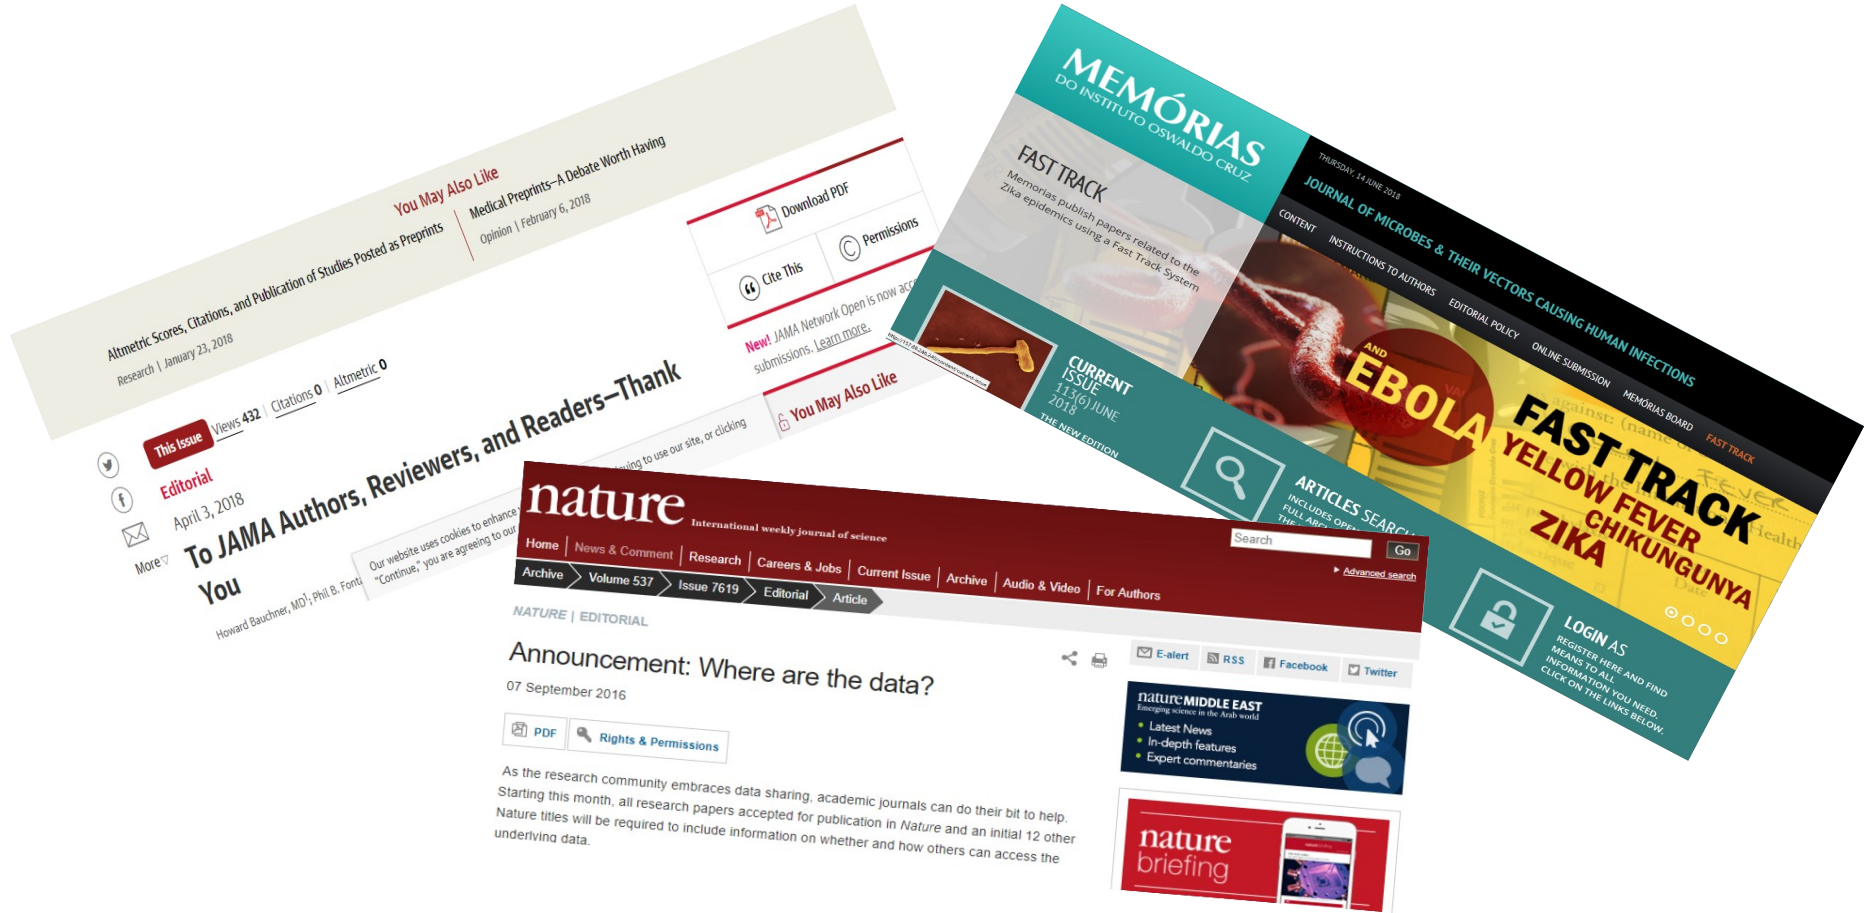 You May Also Like
Altmetric Scores, Citations, and Publication of Studies Posted as Preprints
Research | January 23, 2018
Medical Preprints—A Debate Worth Having
Opinion | February 6, 2018
Download PDF
Cite This
Permissions
New! JAMA Network Open is now acc
submissions. Learn more.
You May Also Like
This Issue
Views 432 | Citations 0 | Altmetric 0
Editorial
April 3, 2018
More
To JAMA Authors, Reviewers, and Readers—Thank
You
Howard Bauchner, MD1; Phil B. Fonta
Our website uses cookies to enhance
to use our site, or clicking
"Continue," you are agreeing to our
MEMÓRIAS
DO INSTITUTO OSWALDO CRUZ
FAST TRACK
Memorias publish papers related to the
Zika epidemics using a Fast Track System
THURSDAY, 14 JUNE 2018
JOURNAL OF MICROBES & THEIR VECTORS CAUSING HUMAN INFECTIONS
CONTENT INSTRUCTIONS TO AUTHORS EDITORIAL POLICY ONLINE SUBMISSION MEMÓRIAS BOARD FAST TRACK
AND
EBOLA
FAST TRACK
YELLOW FEVER
CHIKUNGUNYA
ZIKA
CURRENT
ISSUE
113(6) JUNE
2018
THE NEW EDITION
ARTICLES SEARCH
INCLUDES OPE
FULL ARC
THE
LOGIN AS
REGISTER HERE AND FIND
MEANS TO ALL
INFORMATION YOU NEED.
CLICK ON THE LINKS BELOW.
nature
International weekly journal of science
Search
Go
Advanced search
Home News & Comment Research Careers & Jobs Current Issue Archive Audio & Video For Authors
Archive Volume 537 Issue 7619 Editorial Article
NATURE | EDITORIAL
Announcement: Where are the data?
07 September 2016
PDF
Rights & Permissions
As the research community embraces data sharing, academic journals can do their bit to help.
Starting this month, all research papers accepted for publication in Nature and an initial 12 other
Nature titles will be required to include information on whether and how others can access the
underlying data.
E-alert RSS Facebook Twitter
nature MIDDLE EAST
Emerging science in the Arab world
Latest News
In-depth features
Expert commentaries
nature
briefing